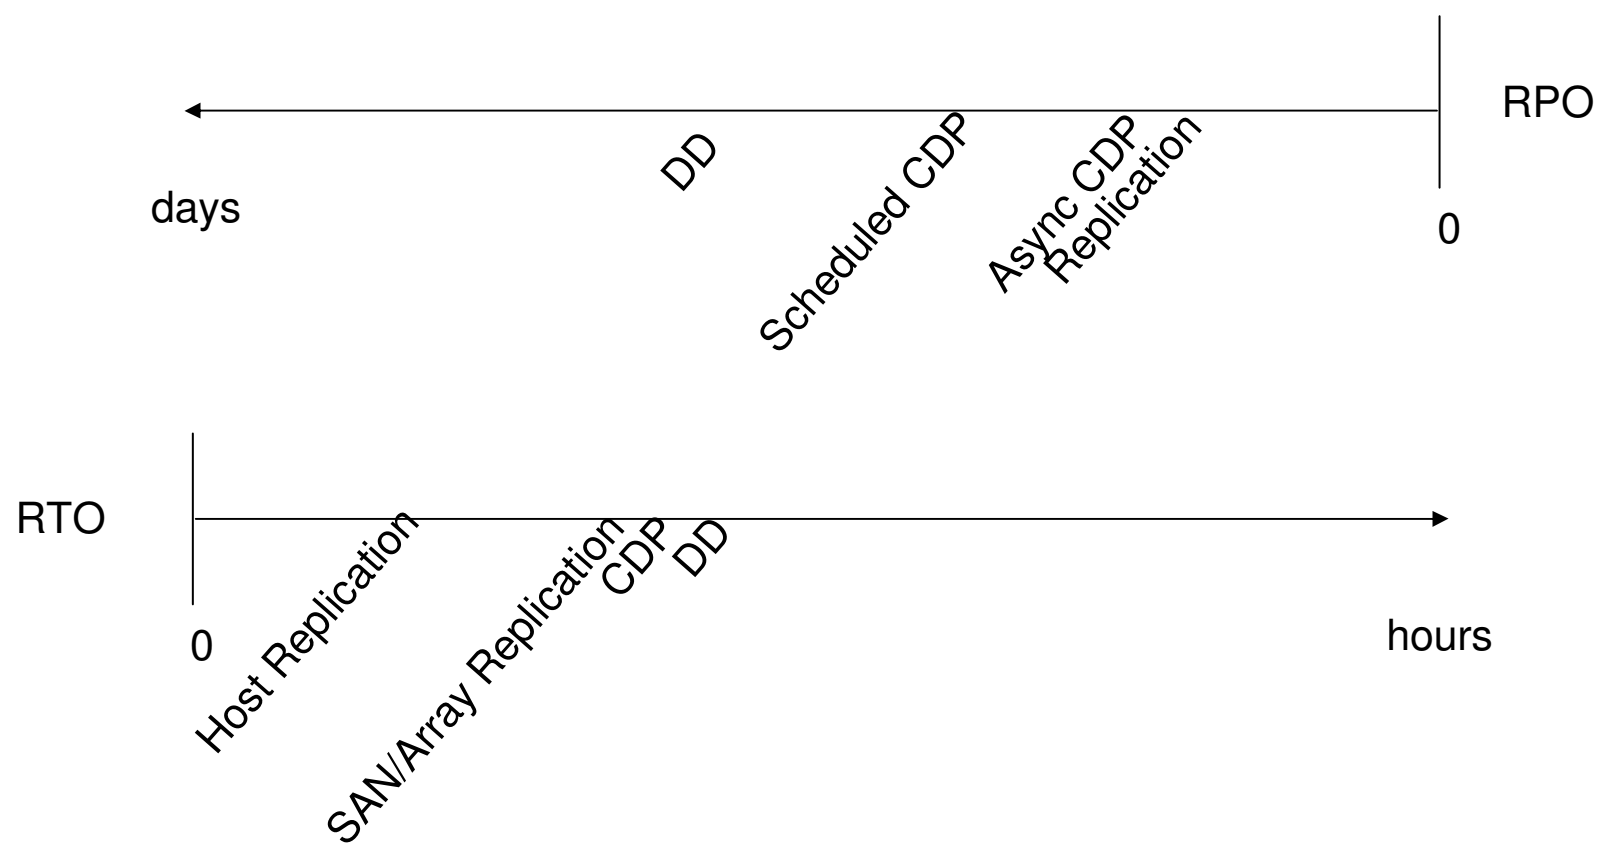 RPO
days
DD
Scheduled CDP
Async CDP
Replication
0
RTO
0
Host Replication
SAN/Array Replication
CDP
DD
hours